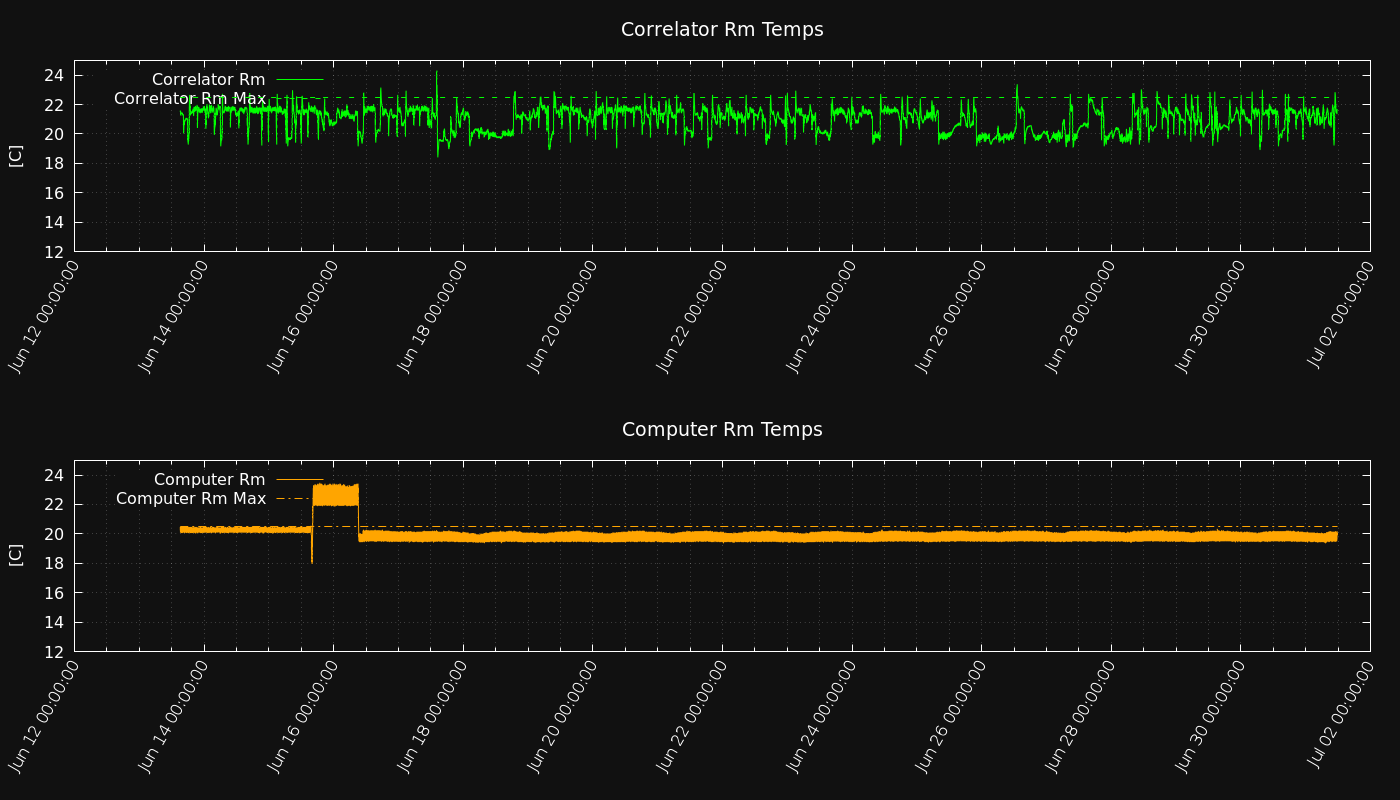 Correlator Rm Temps
Correlator Rm
Correlator Rm Max
[C]
24
22
20
18
16
14
12
Jun 12 00:00:00
Jun 14 00:00:00
Jun 16 00:00:00
Jun 18 00:00:00
Jun 20 00:00:00
Jun 22 00:00:00
Jun 24 00:00:00
Jun 26 00:00:00
Jun 28 00:00:00
Jun 30 00:00:00
Jul 02 00:00:00
Computer Rm Temps
Computer Rm
Computer Rm Max
[C]
24
22
20
18
16
14
12
Jun 12 00:00:00
Jun 14 00:00:00
Jun 16 00:00:00
Jun 18 00:00:00
Jun 20 00:00:00
Jun 22 00:00:00
Jun 24 00:00:00
Jun 26 00:00:00
Jun 28 00:00:00
Jun 30 00:00:00
Jul 02 00:00:00